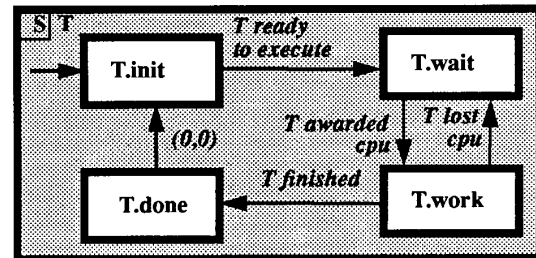 S T
T.init
T ready
to execute
T.wait
T awarded
cpu
T lost
cpu
(0,0)
T finished
T.done
T.work